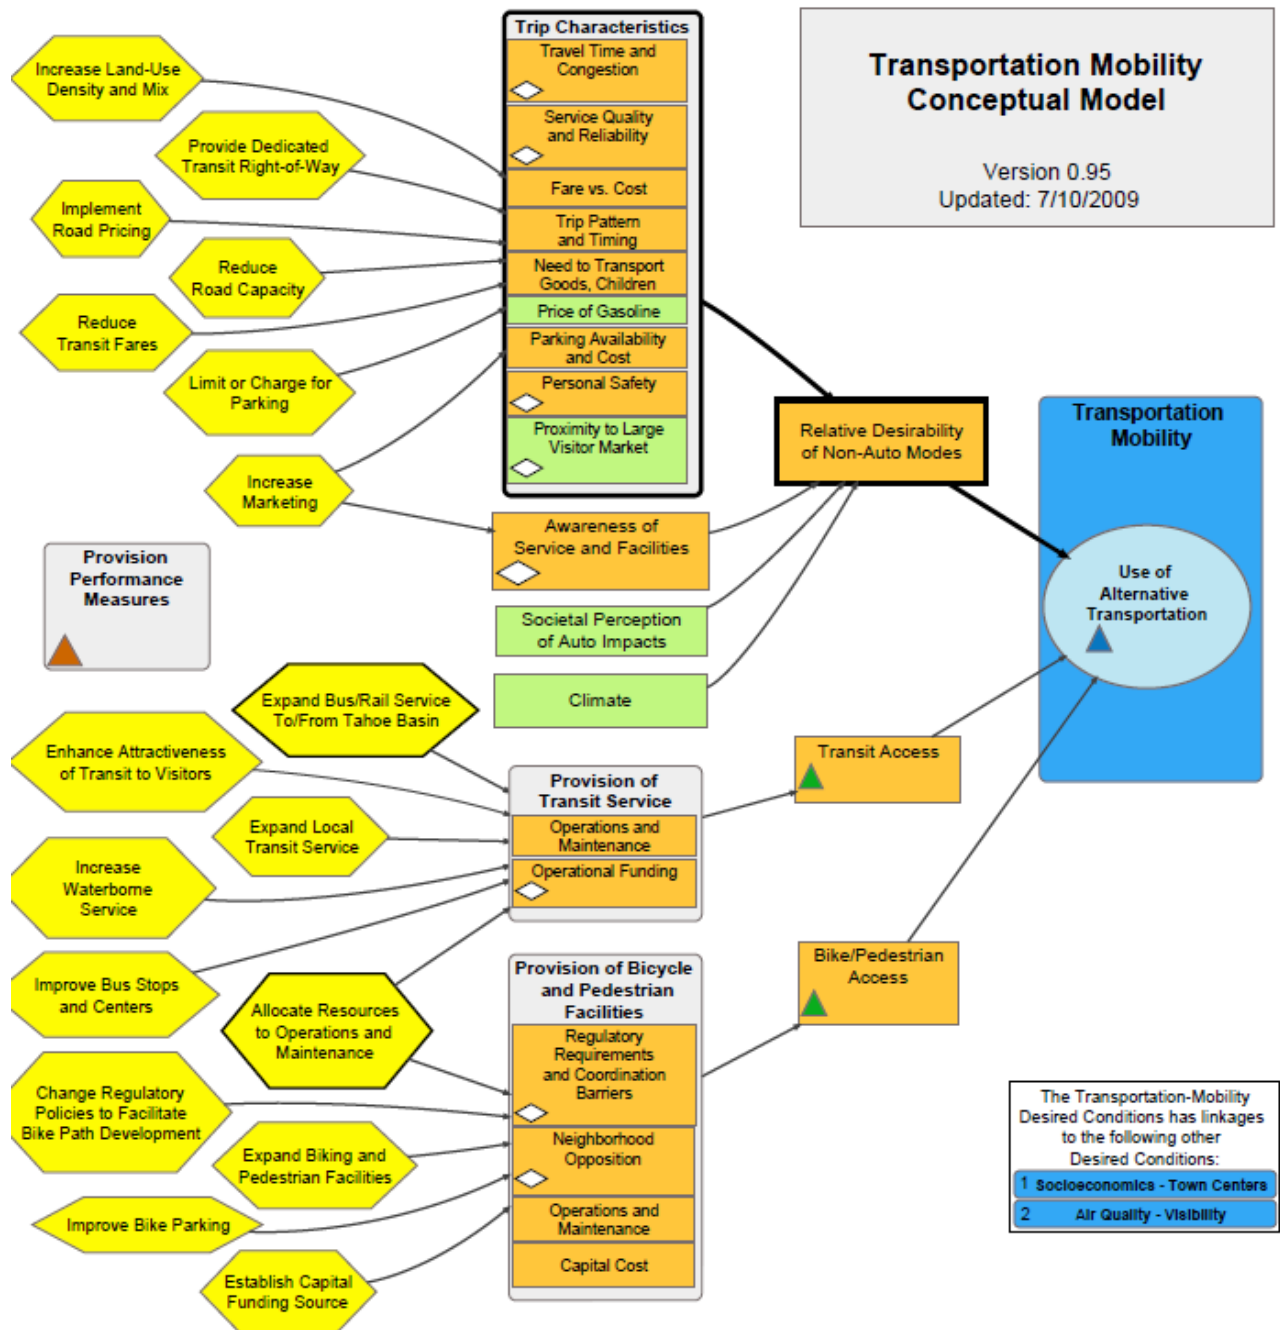 Transportation Mobility
Conceptual Model
Version 0.95
Updated: 7/10/2009
Increase Land-Use
Density and Mix
Provide Dedicated
Transit Right-of-Way
Implement
Road Pricing
Reduce
Road Capacity
Reduce
Transit Fares
Limit or Charge for
Parking
Increase
Marketing
Trip Characteristics
Travel Time and
Congestion
Service Quality
and Reliability
Fare vs. Cost
Trip Pattern
and Timing
Need to Transport
Goods, Children
Price of Gasoline
Parking Availability
and Cost
Personal Safety
Proximity to Large
Visitor Market
Awareness of
Service and Facilities
Societal Perception
of Auto Impacts
Climate
Relative Desirability
of Non-Auto Modes
Transportation
Mobility
Use of
Alternative
Transportation
Provision
Performance
Measures
Expand Bus/Rail Service
To/From Tahoe Basin
Enhance Attractiveness
of Transit to Visitors
Expand Local
Transit Service
Increase
Waterborne
Service
Improve Bus Stops
and Centers
Allocate Resources
to Operations and
Maintenance
Change Regulatory
Policies to Facilitate
Bike Path Development
Expand Biking and
Pedestrian Facilities
Improve Bike Parking
Establish Capital
Funding Source
Provision of
Transit Service
Operations and
Maintenance
Operational Funding
Provision of Bicycle
and Pedestrian
Facilities
Regulatory
Requirements
and Coordination
Barriers
Neighborhood
Opposition
Operations and
Maintenance
Capital Cost
Transit Access
Bike/Pedestrian
Access
The Transportation-Mobility
Desired Conditions has linkages
to the following other
Desired Conditions:
1 Socioeconomics - Town Centers
2 Air Quality - Visibility